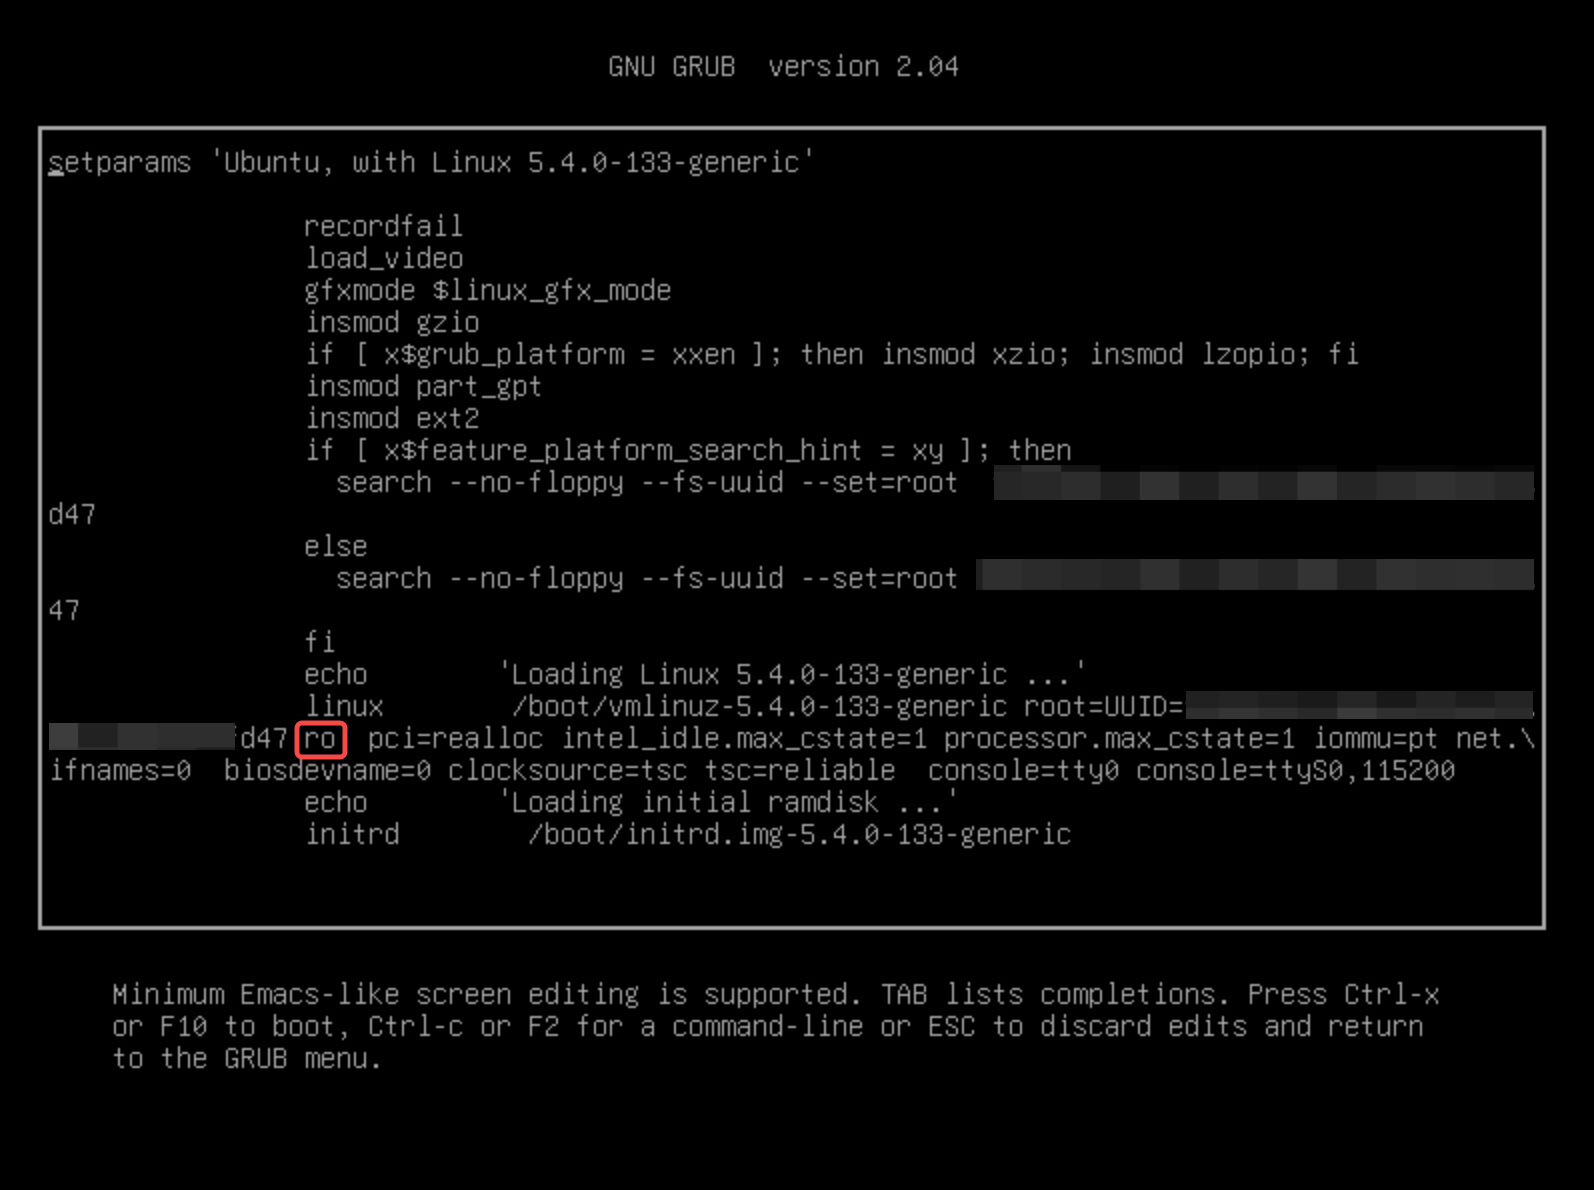 GNU GRUB  version 2.04
setparams 'Ubuntu, with Linux 5.4.0-133-generic'
recordfail
load_video
gfxmode $linux_gfx_mode
insmod gzio
if [ x$grub_platform = xxen ]; then insmod xzio; insmod lzopio; fi
insmod part_gpt
insmod ext2
if [ x$feature_platform_search_hint = xy ]; then
search --no-floppy --fs-uuid --set=root
d47
else
search --no-floppy --fs-uuid --set=root
47
fi
echo        'Loading Linux 5.4.0-133-generic ...'
linux        /boot/vmlinuz-5.4.0-133-generic root=UUID=
d47 ro  pci=realloc intel_idle.max_cstate=1 processor.max_cstate=1 iommu=pt net.\
ifnames=0  biosdevname=0 clocksource=tsc tsc=reliable  console=tty0 console=ttyS0,115200
echo        'Loading initial ramdisk ...'
initrd        /boot/initrd.img-5.4.0-133-generic
Minimum Emacs-like screen editing is supported. TAB lists completions. Press Ctrl-x
or F10 to boot, Ctrl-c or F2 for a command-line or ESC to discard edits and return
to the GRUB menu.